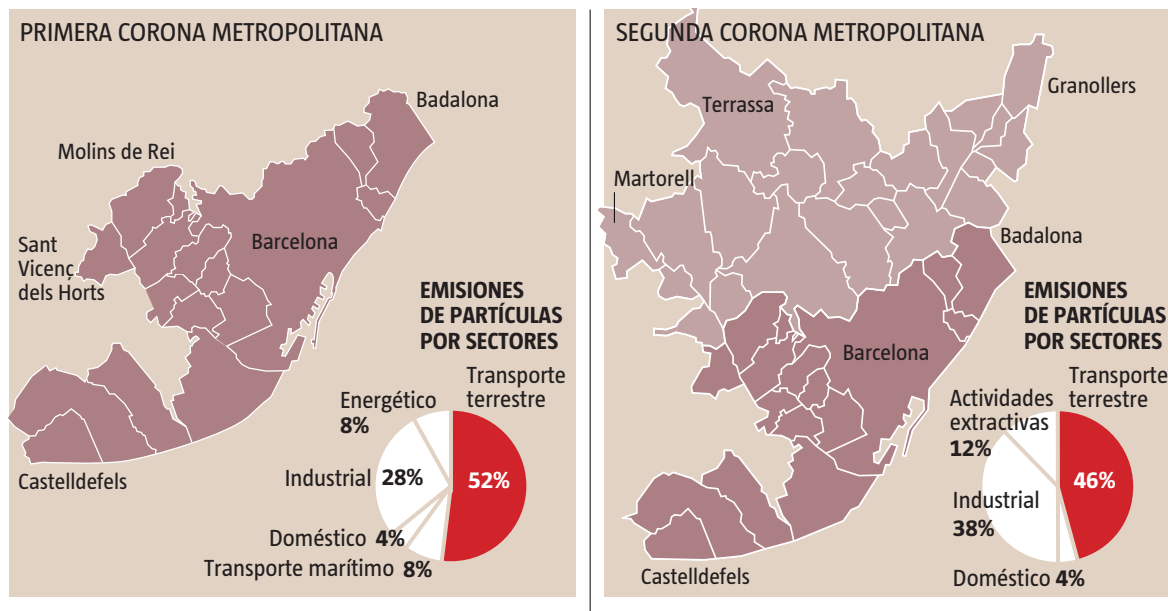 PRIMERA CORONA METROPOLITANA
Badalona
Molins de Rei
Barcelona
Sant
Vicenç
dels Horts
Castelldefels
EMISIONES
DE PARTÍCULAS
POR SECTORES
Transporte
terrestre
52%
Energético
8%
Industrial 28%
Doméstico 4%
Transporte marítimo 8%
SEGUNDA CORONA METROPOLITANA
Granollers
Terrassa
Martorell
Badalona
Barcelona
Castelldefels
EMISIONES
DE PARTÍCULAS
POR SECTORES
Transporte
terrestre
46%
Actividades
extractivas
12%
Industrial
38%
Doméstico 4%